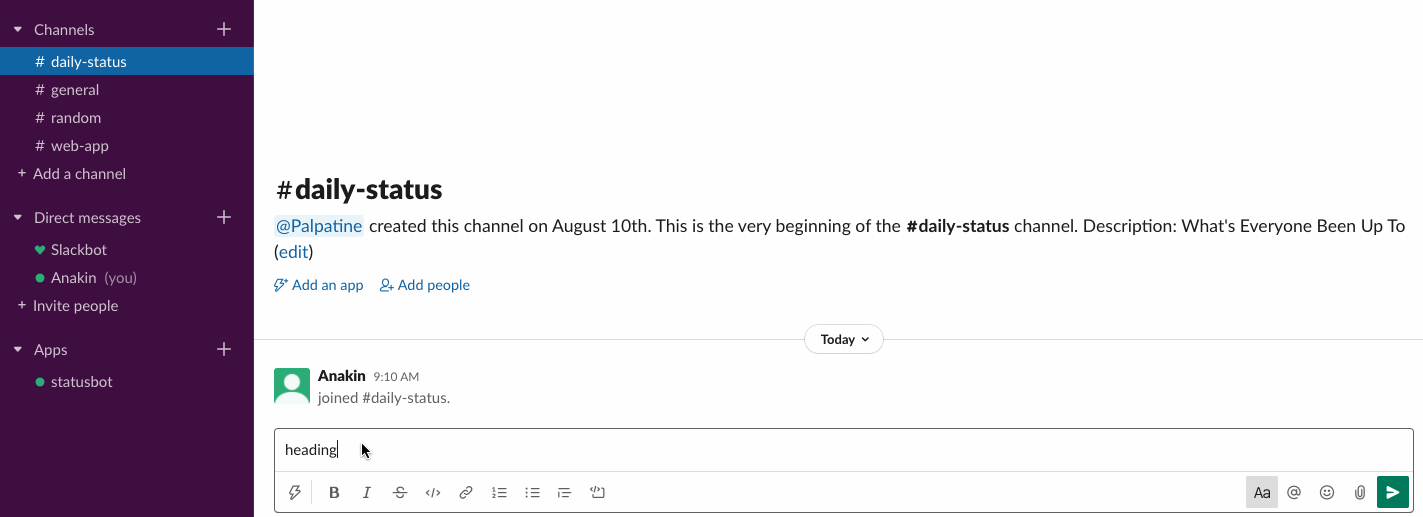 Channels
# daily-status
# general
# random
# web-app
+ Add a channel
Direct messages
Slackbot
Anakin (you)
+ Invite people
Apps
statusbot
#daily-status
@Palpatine created this channel on August 10th. This is the very beginning of the #daily-status channel. Description: What's Everyone Been Up To
(edit)
Add an app Add people
Today
Anakin 9:10 AM
joined #daily-status.
heading
B I S </> Aa @